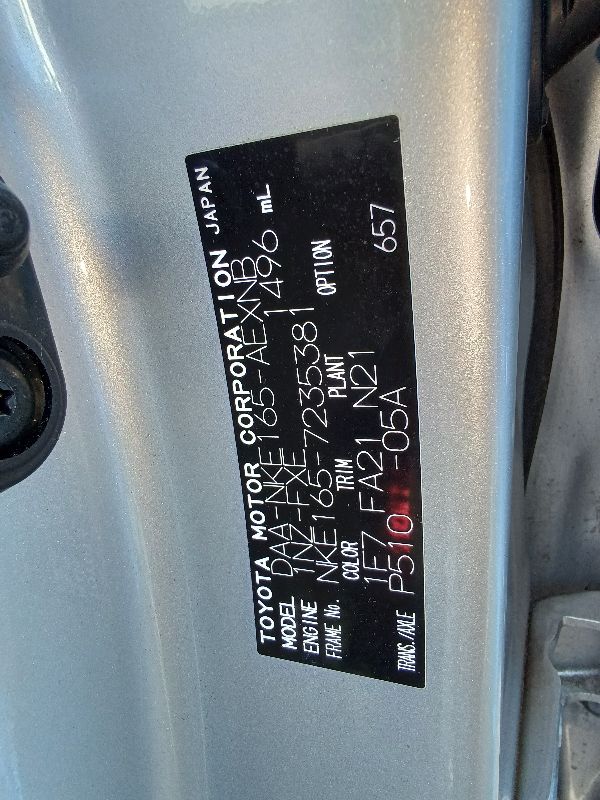 TOYOTA MOTOR CORPORATION JAPAN
MODEL DAA-NKE165-AEXNB
ENGINE 1NZ-FXE 1496 mL
FRAME No. NKE165-7235381
COLOR TRIM PLANT OPTION
1F7 FA21 N21
TRANS./AXLE P510 -05A 657